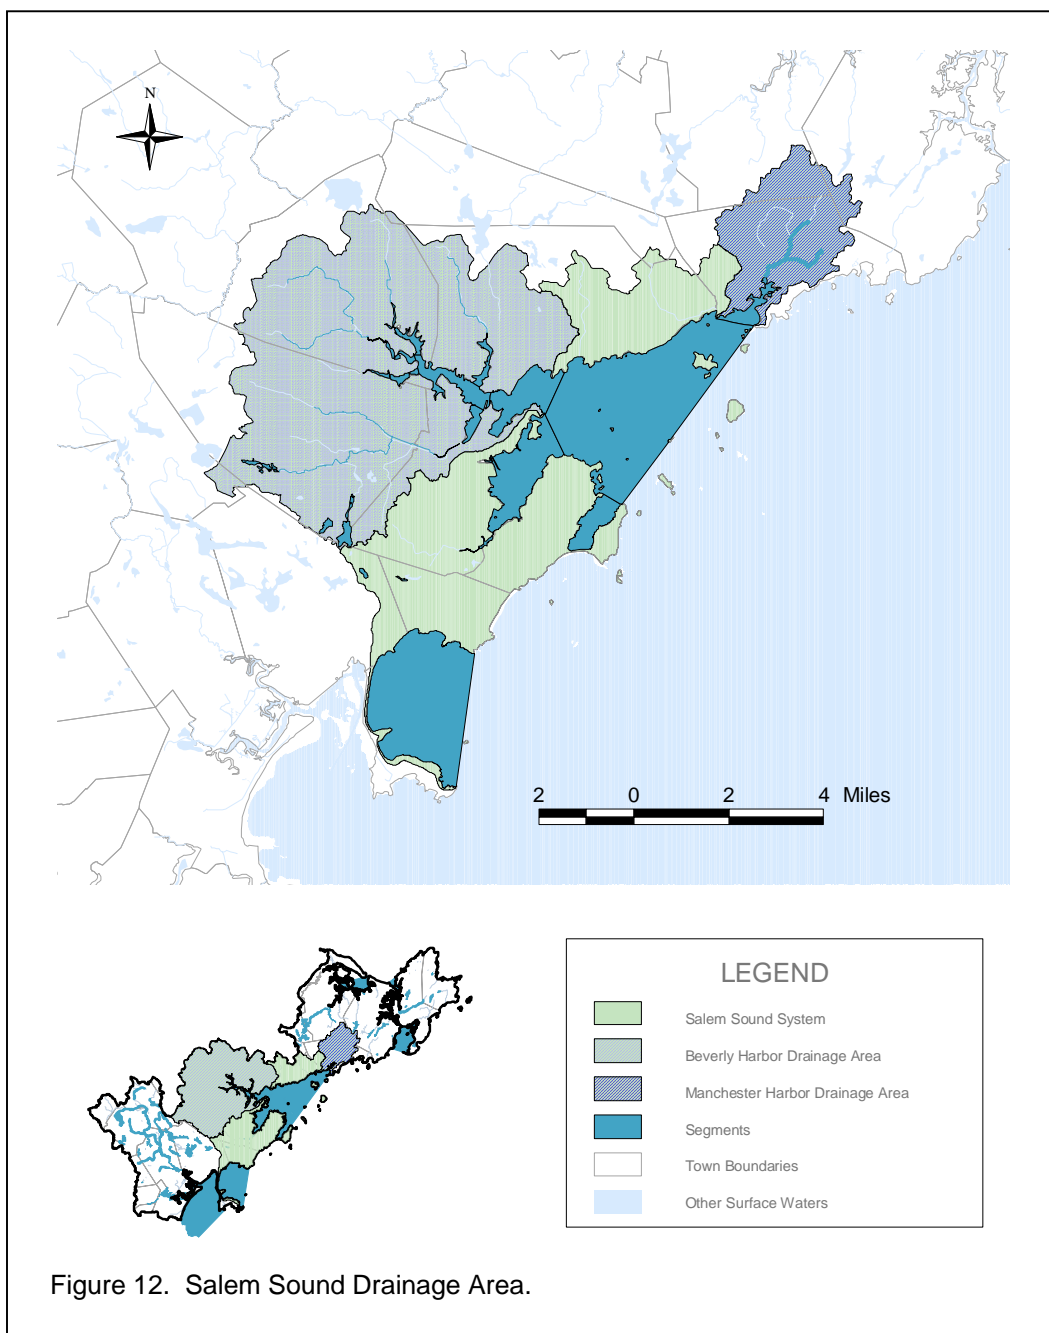 N
2 0 2 4 Miles
LEGEND
Salem Sound System
Beverly Harbor Drainage Area
Manchester Harbor Drainage Area
Segments
Town Boundaries
Other Surface Waters
Figure 12. Salem Sound Drainage Area.